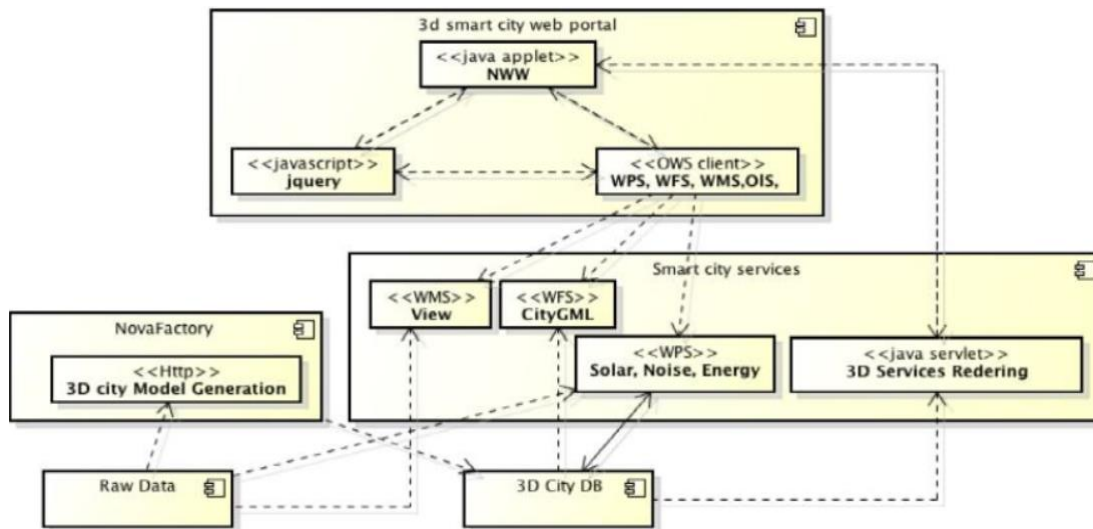 3d smart city web portal
<<java applet>>
NWW
<<javascript>>
jquery
<<OWS client>>
WPS, WFS, WMS,OIS,
Smart city services
<<WMS>>
View
<<WFS>>
CityGML
NovaFactory
<<Http>>
3D city Model Generation
<<WPS>>
Solar, Noise, Energy
<<java servlet>>
3D Services Redering
Raw Data
3D City DB